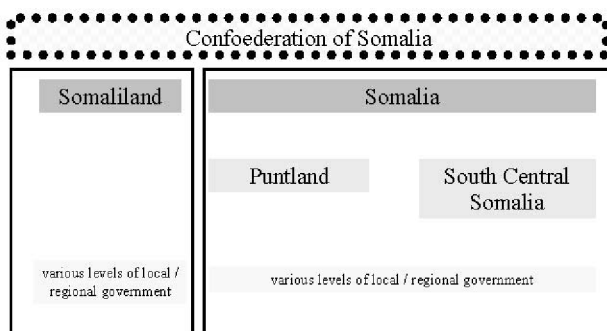 Confoederation of Somalia
Somaliland
Somalia
Puntland
South Central
Somalia
various levels of local /
regional government
various levels of local / regional government